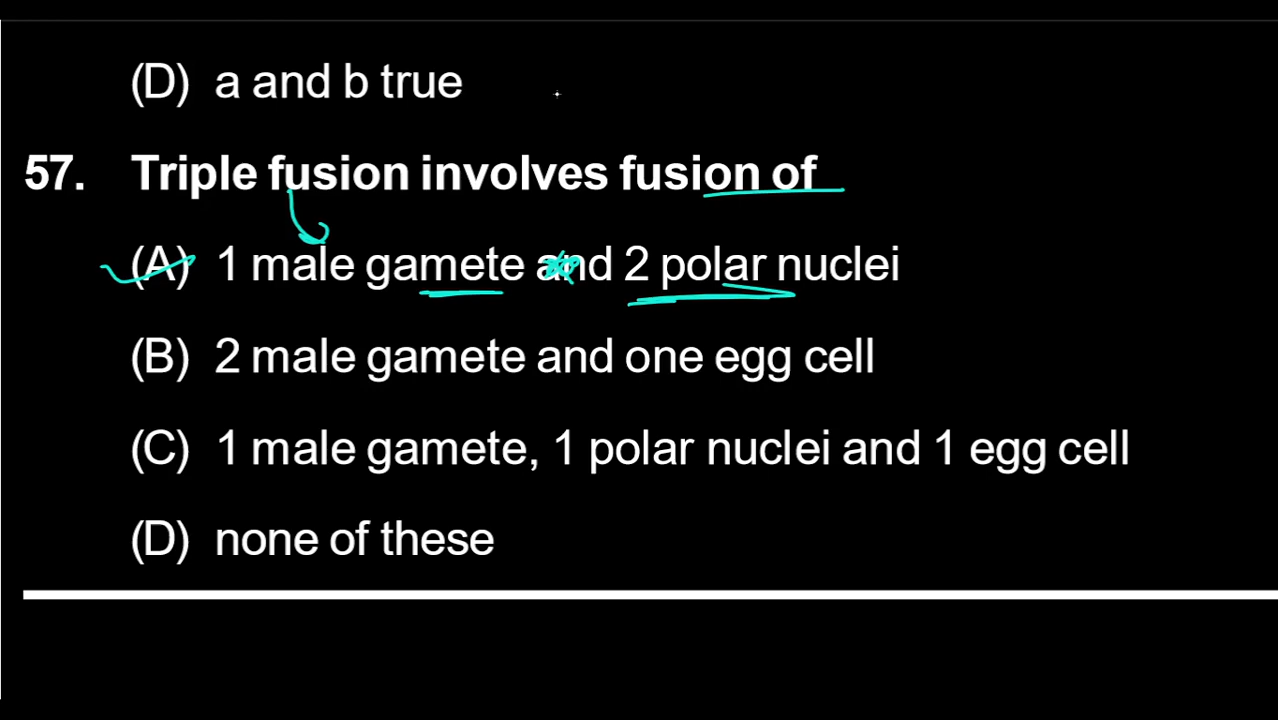 (D) a and b true
57. Triple fusion involves fusion of
(A) 1 male gamete and 2 polar nuclei
(B) 2 male gamete and one egg cell
(C) 1 male gamete, 1 polar nuclei and 1 egg cell
(D) none of these